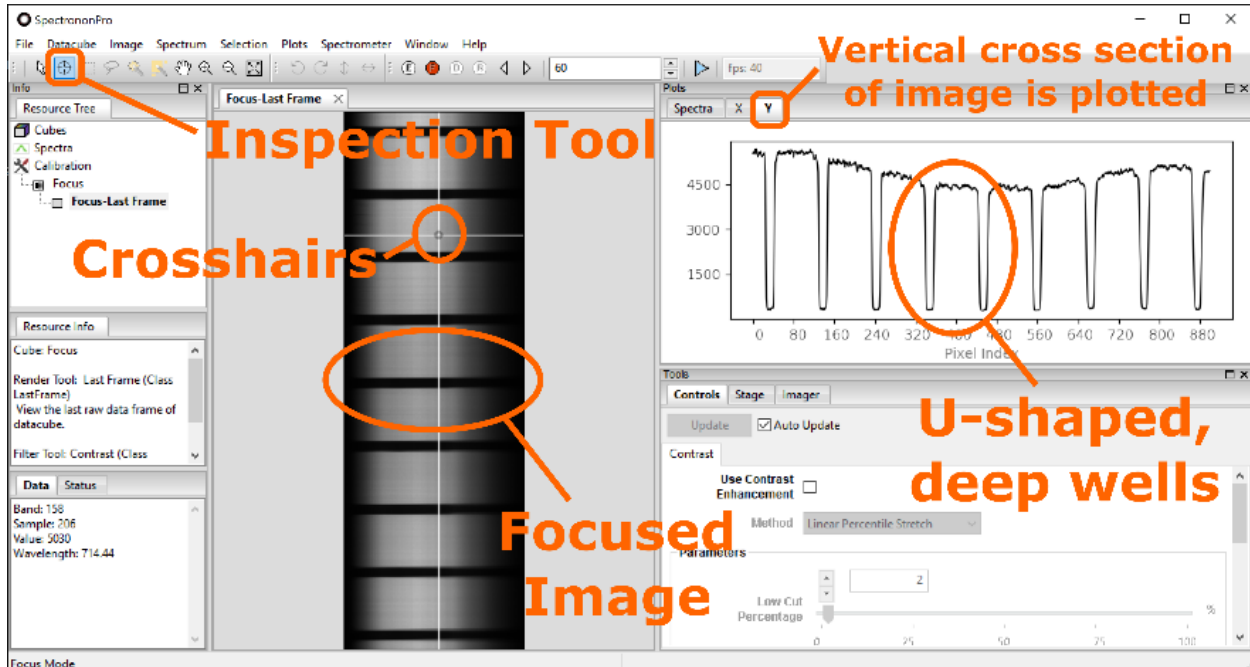 SpectrononPro
File Datacube Image Spectrum Selection Plots Spectrometer Window Help
60
fps: 40
Vertical cross section
of image is plotted
Info
Resource Tree
Cubes
Spectra
Calibration
Focus
Focus-Last Frame
Inspection Tool
Crosshairs
Resource Info
Cube: Focus
Render Tool: Last Frame (Class
LastFrame)
View the last raw data frame of
datacube.
Filter Tool: Contrast (Class
Data Status
Band: 158
Sample: 206
Value: 5030
Wavelength: 714.44
Focus-Last Frame
Focused
Image
Plots
Spectra X Y
4500
3000
1500
0 80 160 240 320 400 480 560 640 720 800 880
Pixel Index
U-shaped,
deep wells
Tools
Controls Stage Imager
Update Auto Update
Contrast
Use Contrast
Enhancement
Method Linear Percentile Stretch
Parameters
2
Low Cut
Percentage
%
0 25 50 75 100
Focus Mode